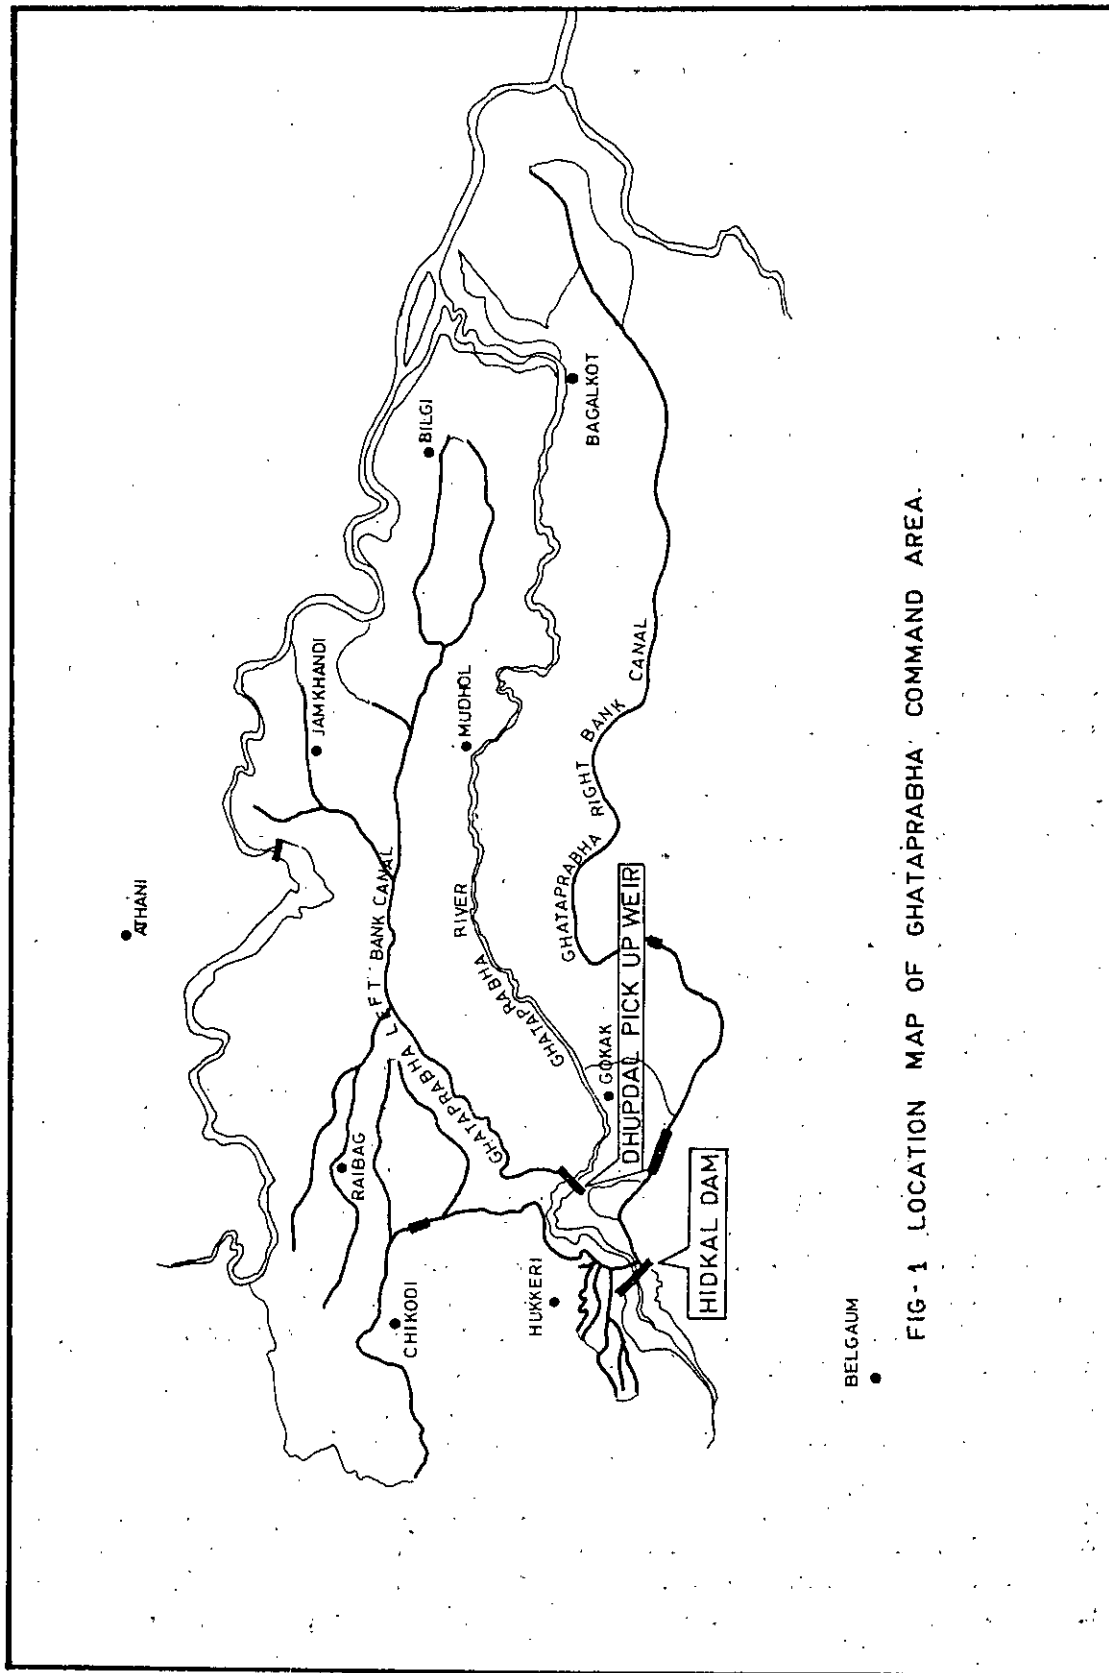 ATHANI
JAMKHANDI
BILGI
RAIBAG
GHATAPRABHA LEFT BANK CANAL
MUDHOL
CHIKODI
GHATAPRABHA RIVER
BAGALKOT
HUKKERI
GOKAK
GHATAPRABHA RIGHT BANK CANAL
DHUPDAL PICK UP WEIR
HIDKAL DAM
BELGAUM
FIG-1 LOCATION MAP OF GHATAPRABHA COMMAND AREA.